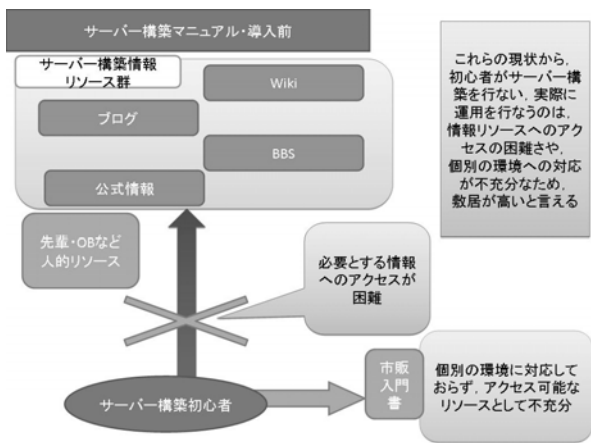 サーバー構築マニュアル・導入前
サーバー構築情報
リソース群
Wiki
ブログ
BBS
公式情報
先輩・OBなど
人的リソース
これらの現状から,
初心者がサーバー構
築を行ない, 実際に
運用を行なうのは,
情報リソースへのアク
セスの困難さや,
個別の環境への対応
が不充分なため,
敷居が高いと言える
必要とする情報
へのアクセスが
困難
サーバー構築初心者
市販
入門
書
個別の環境に対応して
おらず, アクセス可能な
リソースとして不充分